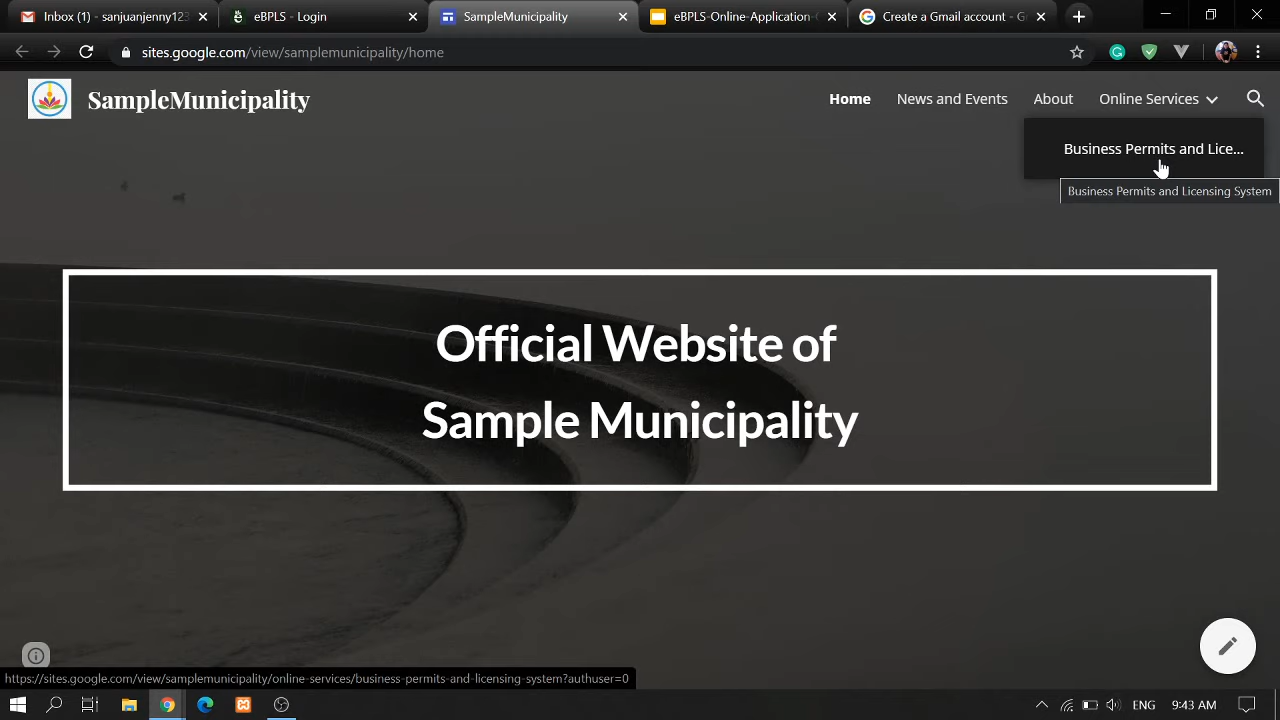 Inbox (1) - sanjuanjenny123
eBPLS - Login
SampleMunicipality
eBPLS-Online-Application-
Create a Gmail account - G
sites.google.com/view/samplemunicipality/home
SampleMunicipality
Home
News and Events
About
Online Services
Business Permits and Lice...
Business Permits and Licensing System
Official Website of
Sample Municipality
https://sites.google.com/view/samplemunicipality/online-services/business-permits-and-licensing-system?authuser=0
ENG
9:43 AM